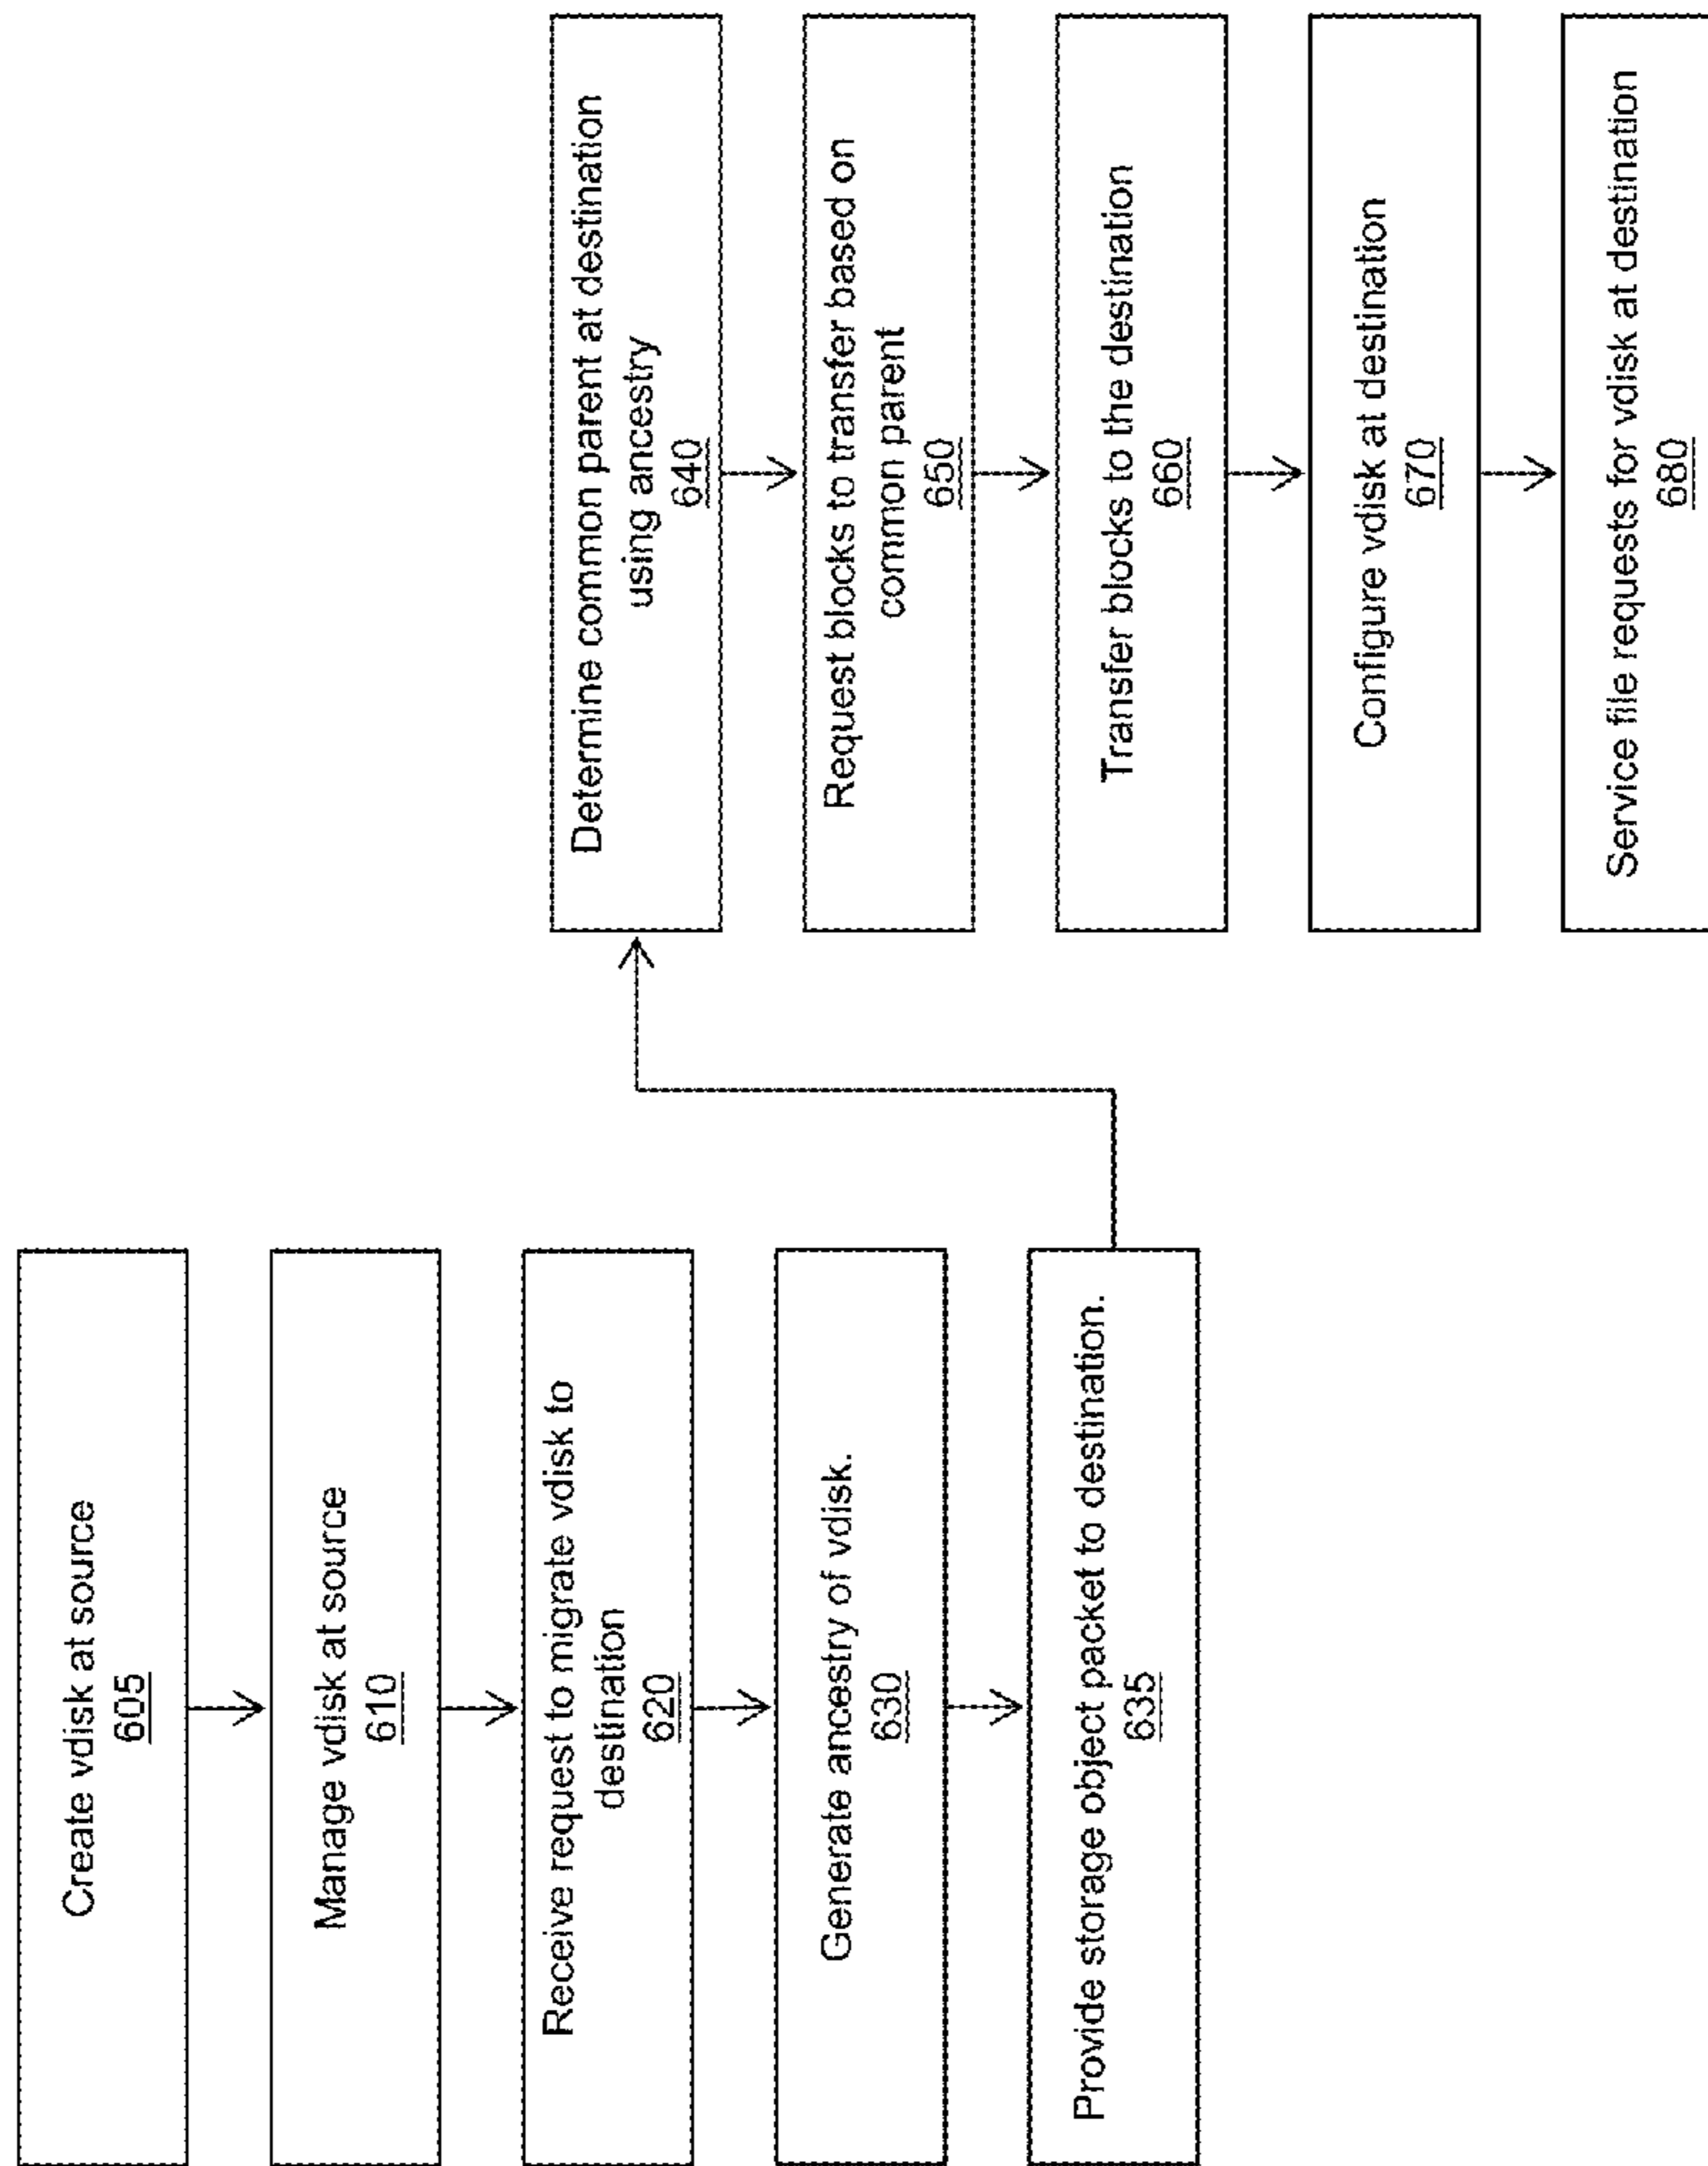 Create vdisk at source
605
Manage vdisk at source
610
Receive request to migrate vdisk to
destination
620
Generate ancestry of vdisk.
630
Provide storage object packet to destination.
635
Determine common parent at destination
using ancestry
640
Request blocks to transfer based on
common parent
650
Transfer blocks to the destination
660
Configure vdisk at destination
670
Service file requests for vdisk at destination
680